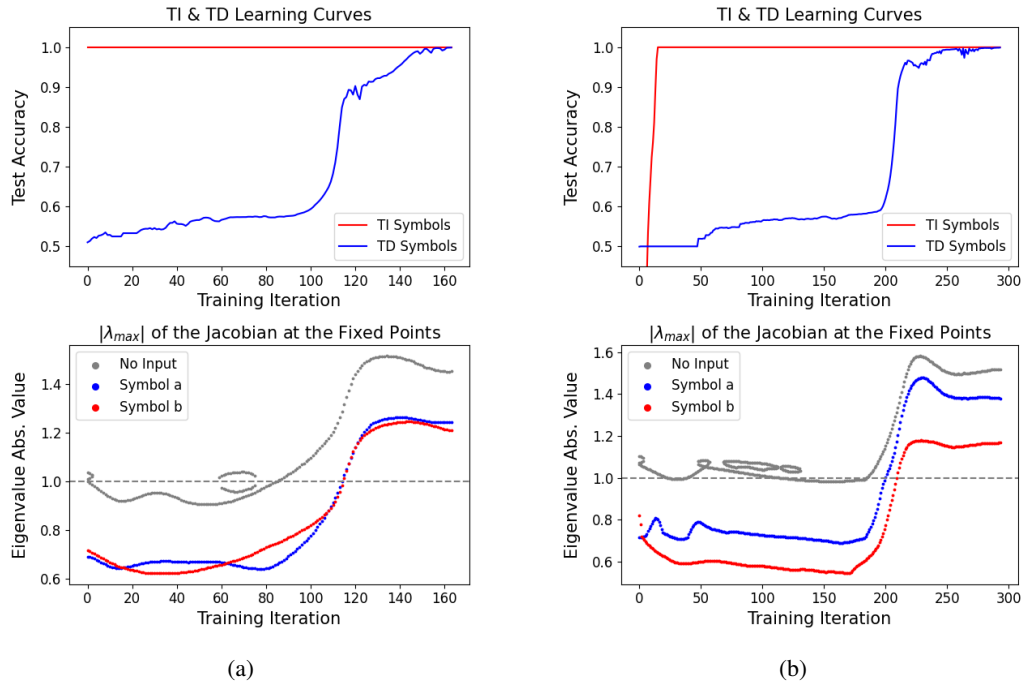 TI & TD Learning Curves
1.0
0.9
0.8
0.7
0.6
0.5
Test Accuracy
TI Symbols
TD Symbols
0 20 40 60 80 100 120 140 160
Training Iteration
|λmax| of the Jacobian at the Fixed Points
No Input
Symbol a
Symbol b
1.4
1.2
1.0
0.8
0.6
Eigenvalue Abs. Value
0 20 40 60 80 100 120 140 160
Training Iteration
(a)
TI & TD Learning Curves
1.0
0.9
0.8
0.7
0.6
0.5
Test Accuracy
TI Symbols
TD Symbols
0 50 100 150 200 250 300
Training Iteration
|λmax| of the Jacobian at the Fixed Points
No Input
Symbol a
Symbol b
1.6
1.4
1.2
1.0
0.8
0.6
Eigenvalue Abs. Value
0 50 100 150 200 250 300
Training Iteration
(b)